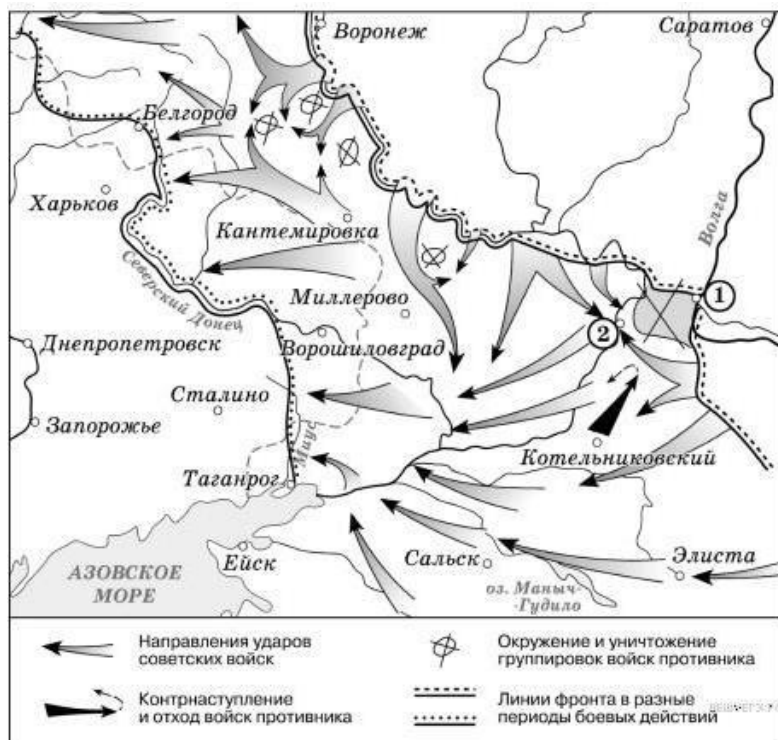 Воронеж
Саратов
Белгород
Харьков
Волга
Кантемировка
Северский Донец
Миллерово
1
2
Ворошиловград
Днепропетровск
Сталино
Запорожье
Миус
Котельниковский
Таганрог
Ейск
Сальск
Элиста
АЗОВСКОЕ
МОРЕ
оз. Маныч-
-Гудило
Направления ударов
советских войск
Окружение и уничтожение
группировок войск противника
Контрнаступление
и отход войск противника
Линии фронта в разные
периоды боевых действий